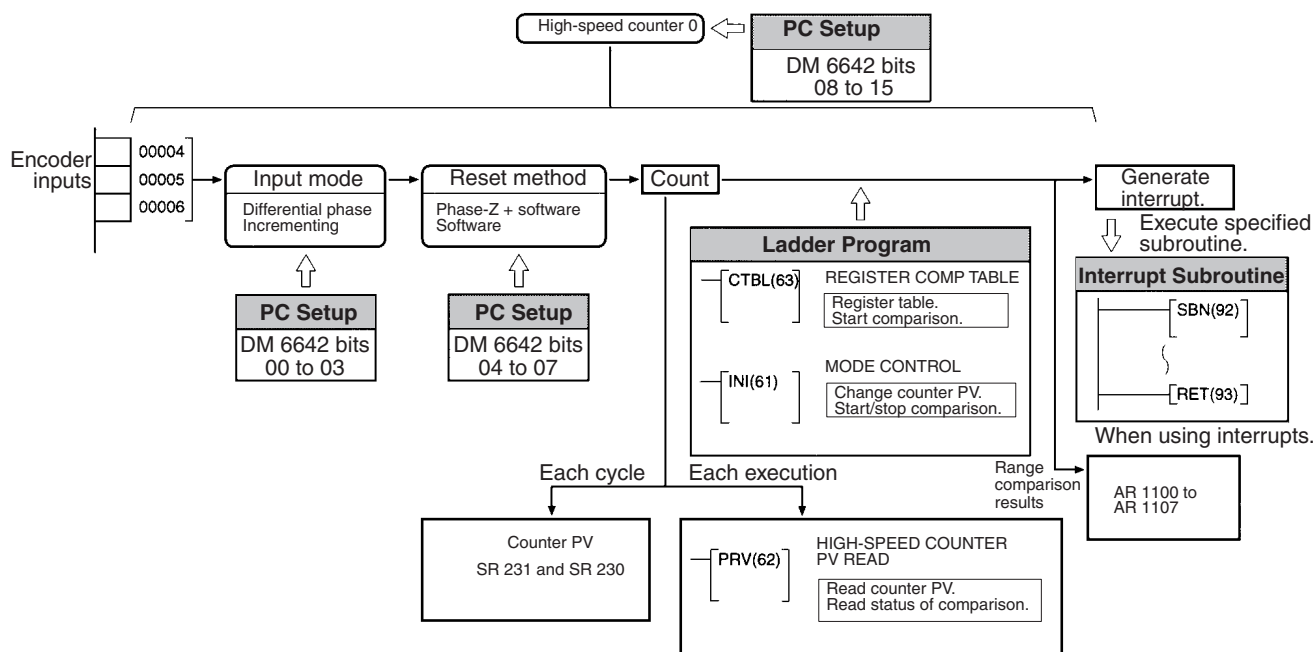 High-speed counter 0
PC Setup
DM 6642 bits
08 to 15
Encoder
inputs
00004
00005
00006
Input mode
Differential phase
Incrementing
Reset method
Phase-Z + software
Software
Count
Generate
interrupt.
Execute specified
subroutine.
PC Setup
DM 6642 bits
00 to 03
PC Setup
DM 6642 bits
04 to 07
Ladder Program
CTBL(63)
REGISTER COMP TABLE
Register table.
Start comparison.
INI(61)
MODE CONTROL
Change counter PV.
Start/stop comparison.
Interrupt Subroutine
SBN(92)
RET(93)
When using interrupts.
Each cycle
Each execution
Range
comparison
results
AR 1100 to
AR 1107
Counter PV
SR 231 and SR 230
PRV(62)
HIGH-SPEED COUNTER
PV READ
Read counter PV.
Read status of comparison.